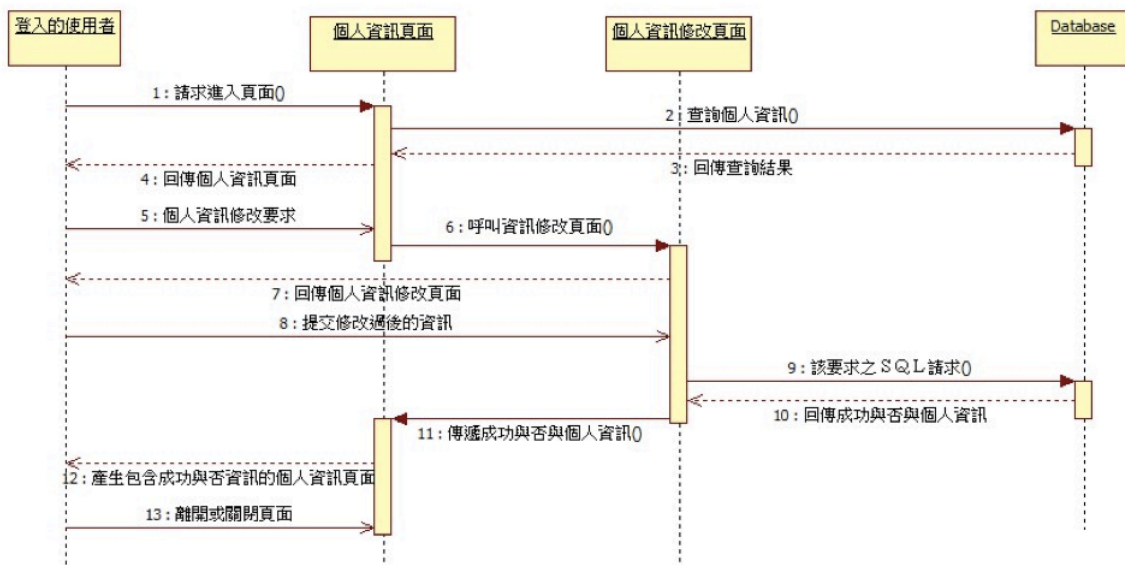 登入的使用者
個人資訊頁面
個人資訊修改頁面
Database
1 : 請求進入頁面()
2 : 查詢個人資訊()
3 : 回傳查詢結果
4 : 回傳個人資訊頁面
5 : 個人資訊修改要求
6 : 呼叫資訊修改頁面()
7 : 回傳個人資訊修改頁面
8 : 提交修改過後的資訊
9 : 該要求之ＳＱＬ請求()
10 : 回傳成功與否與個人資訊
11 : 傳遞成功與否與個人資訊()
12 : 產生包含成功與否資訊的個人資訊頁面
13 : 離開或關閉頁面